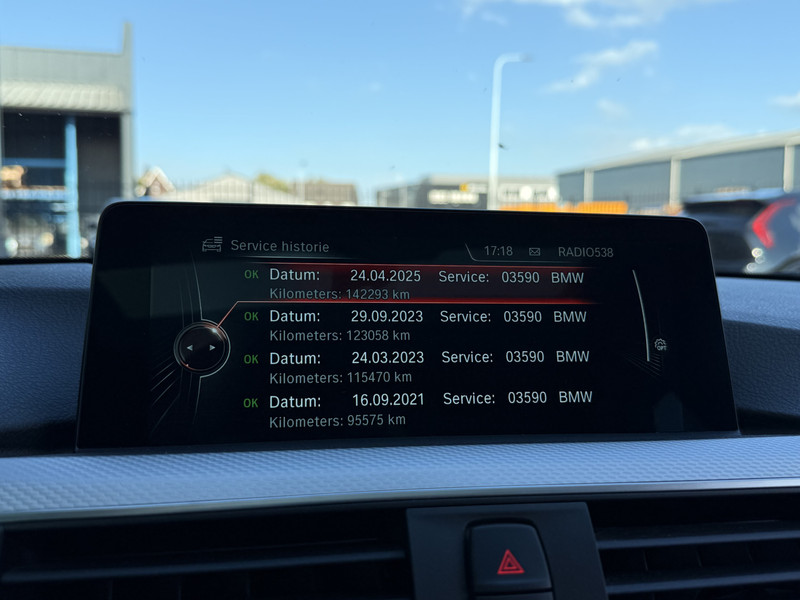 Service historie
17:18 RADIO538
OK Datum: 24.04.2025 Service: 03590 BMW
Kilometers: 142293 km
OK Datum: 29.09.2023 Service: 03590 BMW
Kilometers: 123058 km
OK Datum: 24.03.2023 Service: 03590 BMW
Kilometers: 115470 km
OK Datum: 16.09.2021 Service: 03590 BMW
Kilometers: 95575 km
OPT